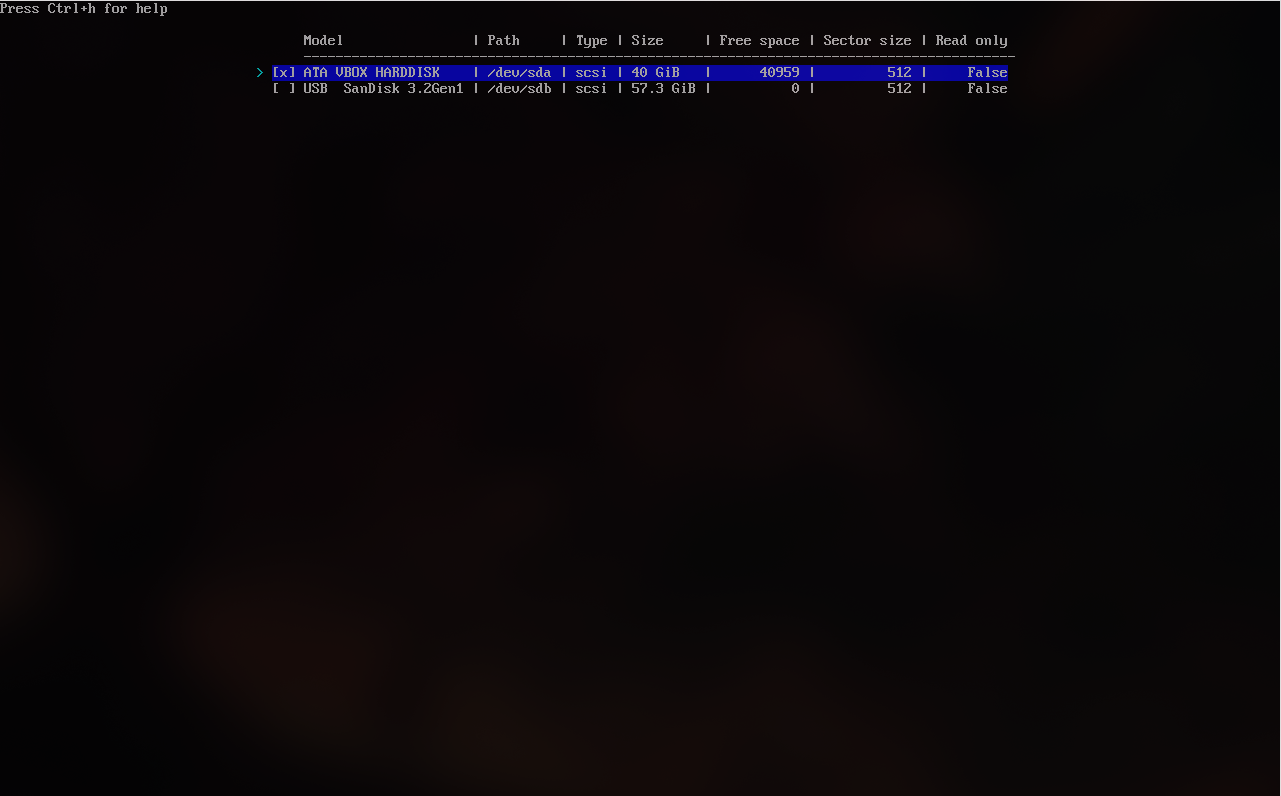 Press Ctrl+h for help
Model | Path | Type | Size | Free space | Sector size | Read only
> [x] ATA VBOX HARDDISK | /dev/sda | scsi | 40 GiB | 40959 | 512 | False
[ ] USB  SanDisk 3.2Gen1 | /dev/sdb | scsi | 57.3 GiB | 0 | 512 | False